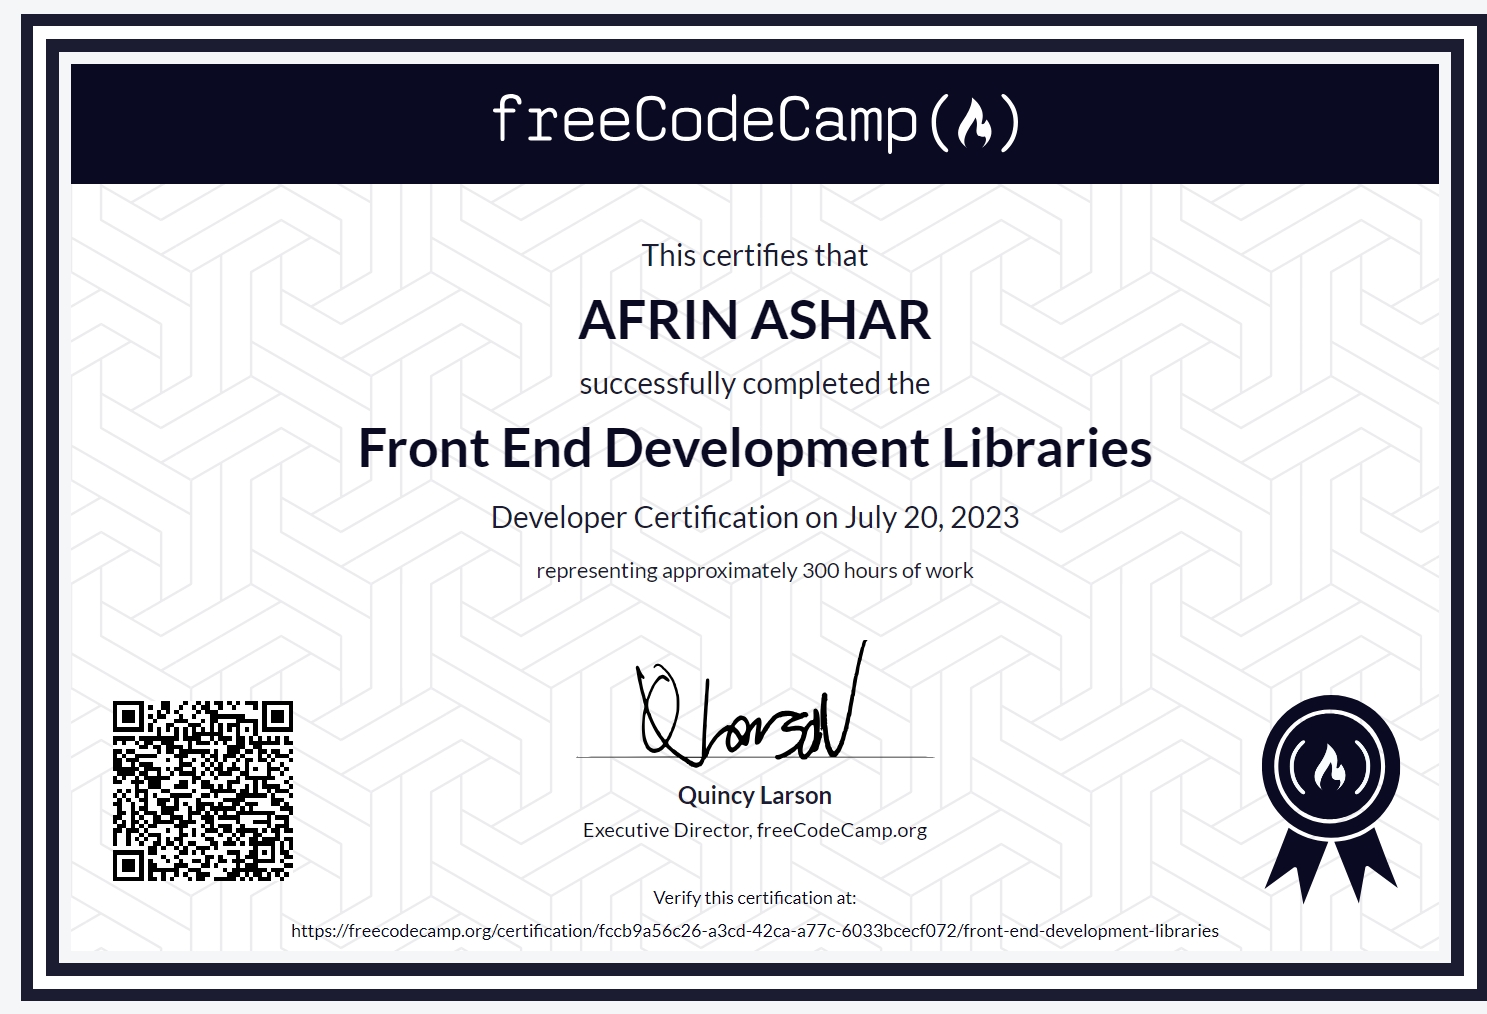 freeCodeCamp
This certifies that
AFRIN ASHAR
successfully completed the
Front End Development Libraries
Developer Certification on July 20, 2023
representing approximately 300 hours of work
Quincy Larson
Executive Director, freeCodeCamp.org
Verify this certification at:
https://freecodecamp.org/certification/fccb9a56c26-a3cd-42ca-a77c-6033bcecf072/front-end-development-libraries